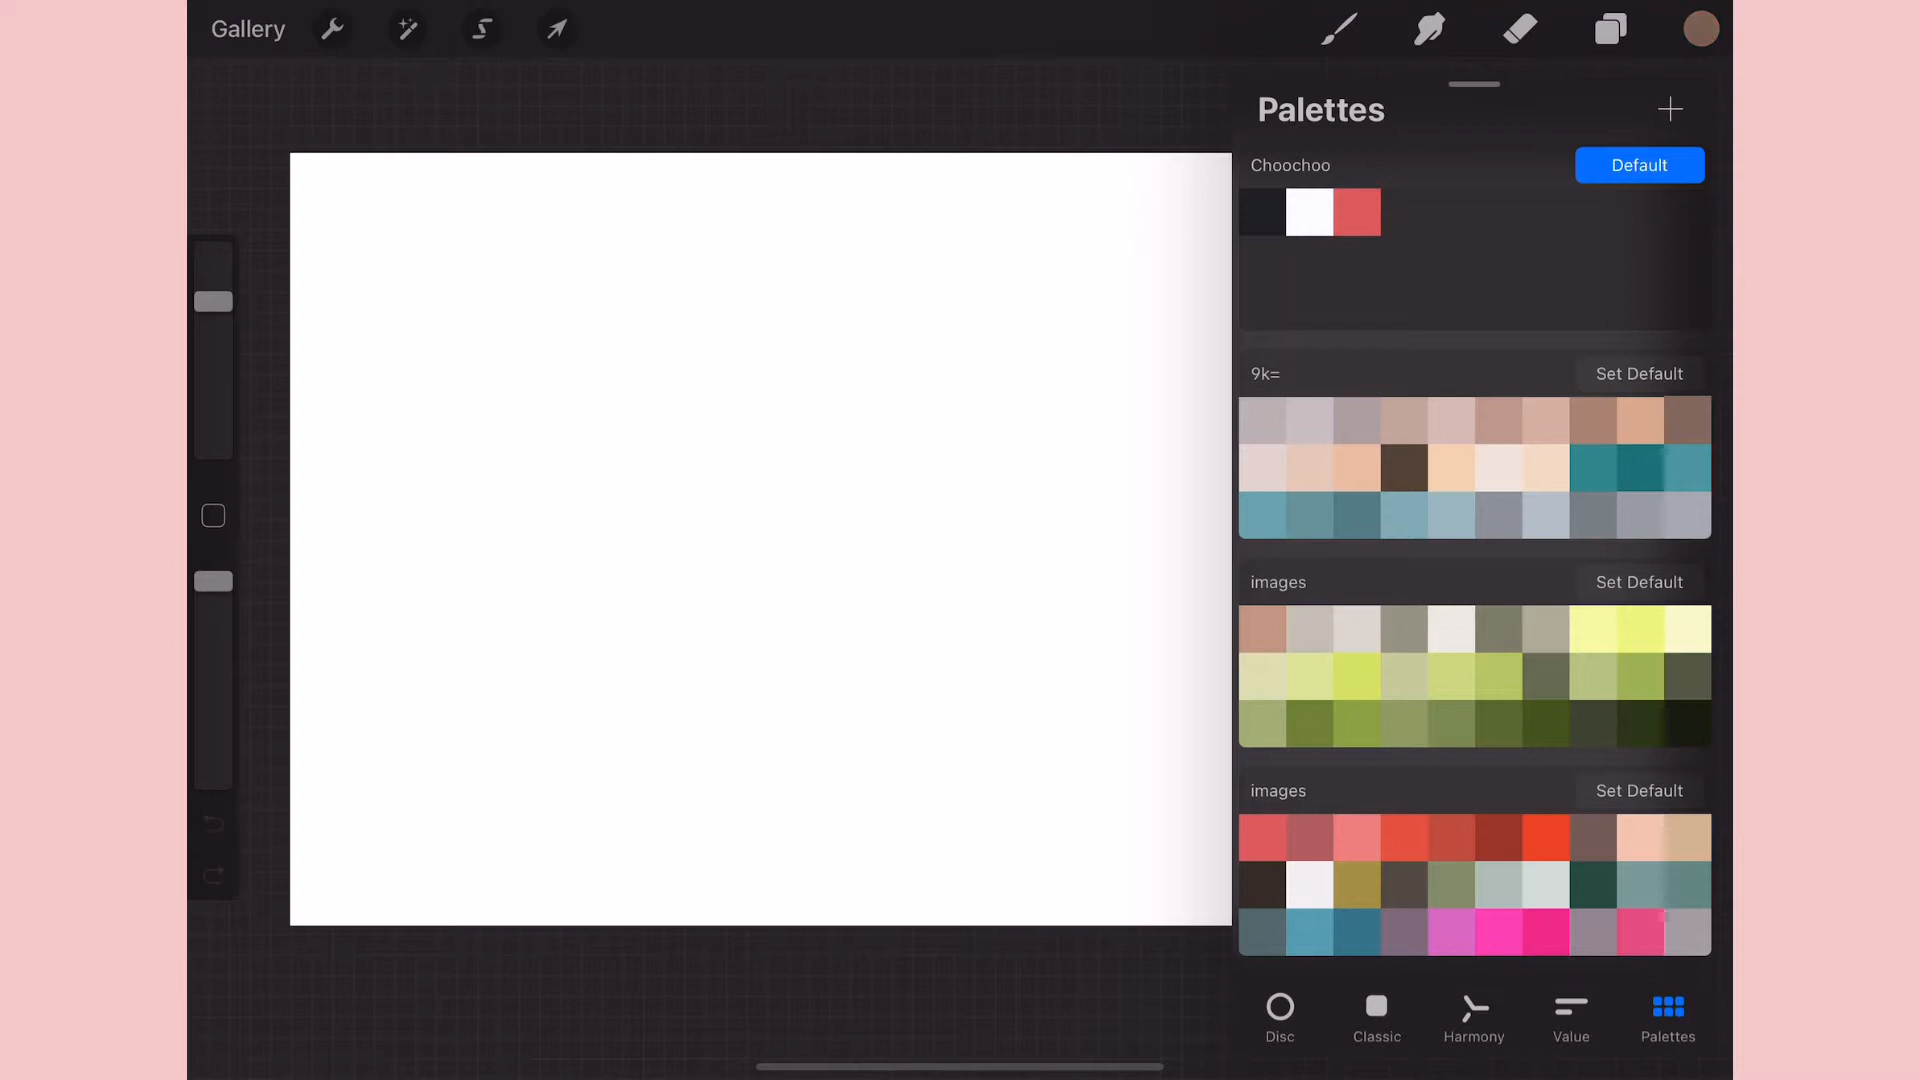 Gallery
Palettes
Choochoo
Default
9k=
Set Default
images
Set Default
images
Set Default
Disc
Classic
Harmony
Value
Palettes